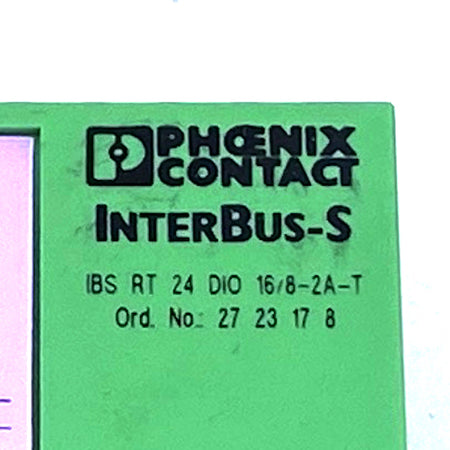 PHŒNIX
CONTACT
INTERBUS-S
IBS RT 24 DIO 16/8-2A-T
Ord. No.: 27 23 17 8